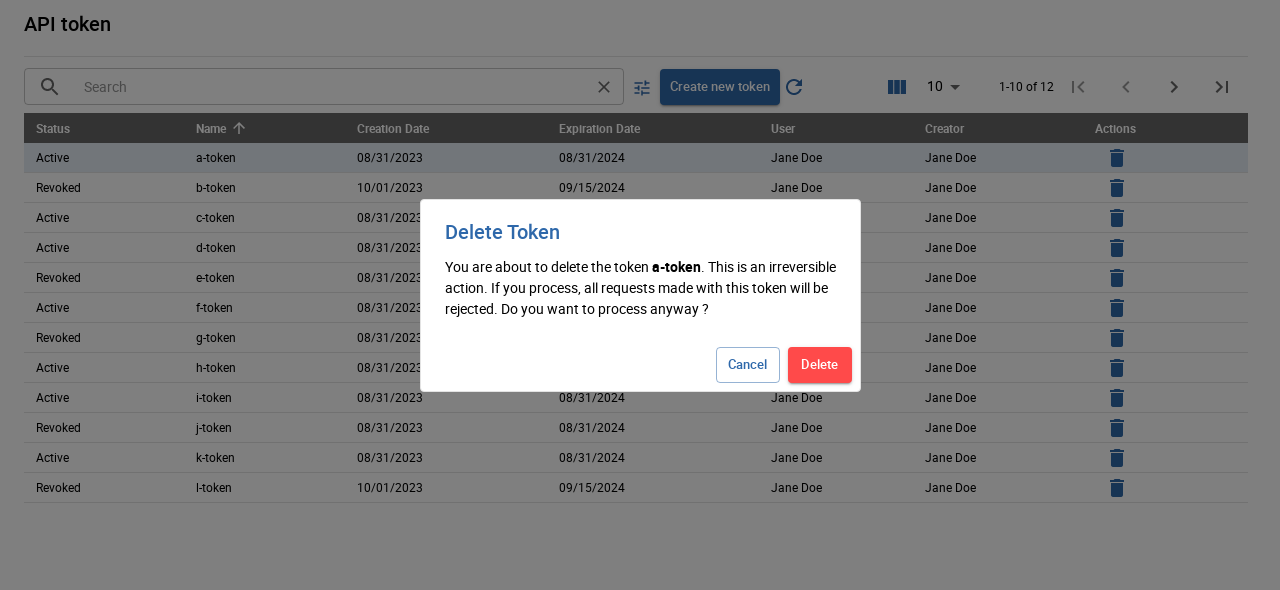 API token
Search
Create new token
10
1-10 of 12
Status Name Creation Date Expiration Date User Creator Actions
Active a-token 08/31/2023 08/31/2024 Jane Doe Jane Doe
Revoked b-token 10/01/2023 09/15/2024 Jane Doe Jane Doe
Active c-token 08/31/2023 Jane Doe
Active d-token 08/31/2023 Jane Doe
Revoked e-token 08/31/2023 Jane Doe
Active f-token 08/31/2023 Jane Doe
Revoked g-token 08/31/2023 Jane Doe
Active h-token 08/31/2023 Jane Doe
Active i-token 08/31/2023 08/31/2024 Jane Doe Jane Doe
Revoked j-token 08/31/2023 08/31/2024 Jane Doe Jane Doe
Active k-token 08/31/2023 08/31/2024 Jane Doe Jane Doe
Revoked l-token 10/01/2023 09/15/2024 Jane Doe Jane Doe
Delete Token
You are about to delete the token a-token. This is an irreversible
action. If you process, all requests made with this token will be
rejected. Do you want to process anyway ?
Cancel
Delete